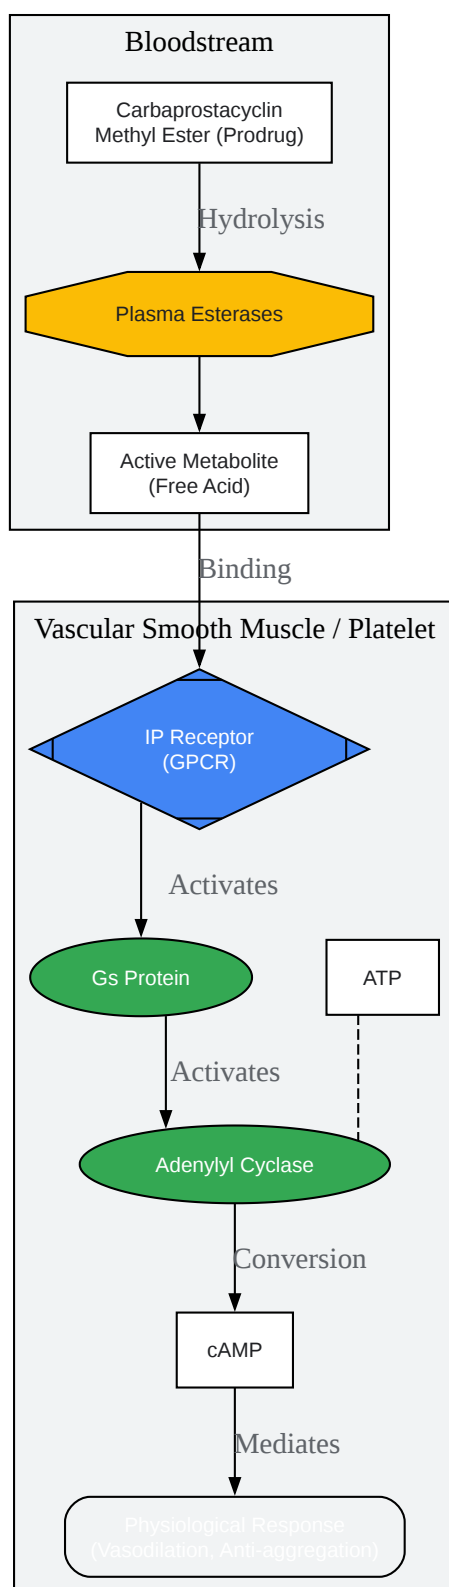 Bloodstream
Carbaprostacyclin
Methyl Ester (Prodrug)
Hydrolysis
Plasma Esterases
Active Metabolite
(Free Acid)
Binding
Vascular Smooth Muscle / Platelet
IP Receptor
(GPCR)
Activates
Gs Protein
ATP
Activates
Adenylyl Cyclase
Conversion
cAMP
Mediates
Physiological Response
(Vasodilation, Anti-aggregation)